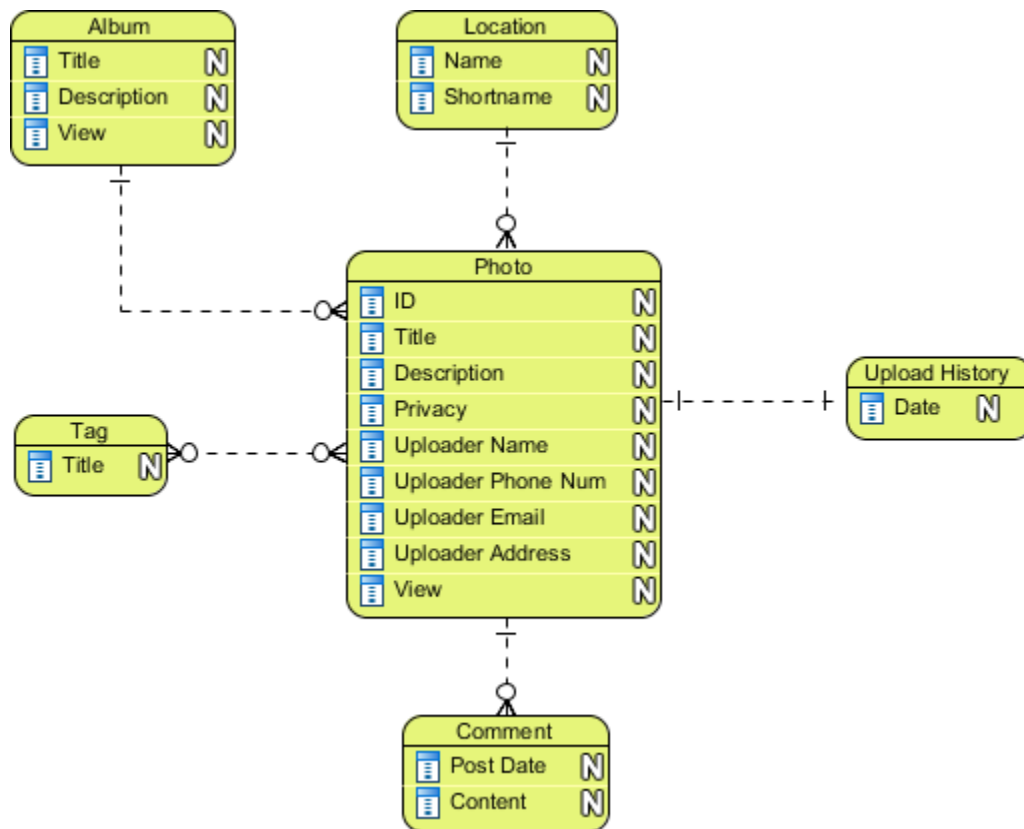 Album
Title N
Description N
View N
Location
Name N
Shortname N
Photo
ID N
Title N
Description N
Privacy N
Uploader Name N
Uploader Phone Num N
Uploader Email N
Uploader Address N
View N
Upload History
Date N
Tag
Title N
Comment
Post Date N
Content N